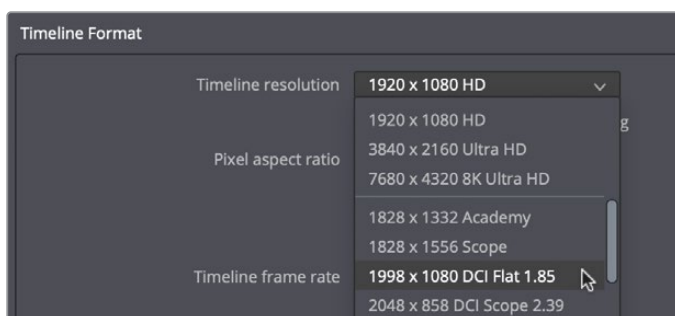 Timeline Format
Timeline resolution 1920 x 1080 HD
1920 x 1080 HD
g
3840 x 2160 Ultra HD
Pixel aspect ratio
7680 x 4320 8K Ultra HD
1828 x 1332 Academy
1828 x 1556 Scope
Timeline frame rate 1998 x 1080 DCI Flat 1.85
2048 x 858 DCI Scope 2.39